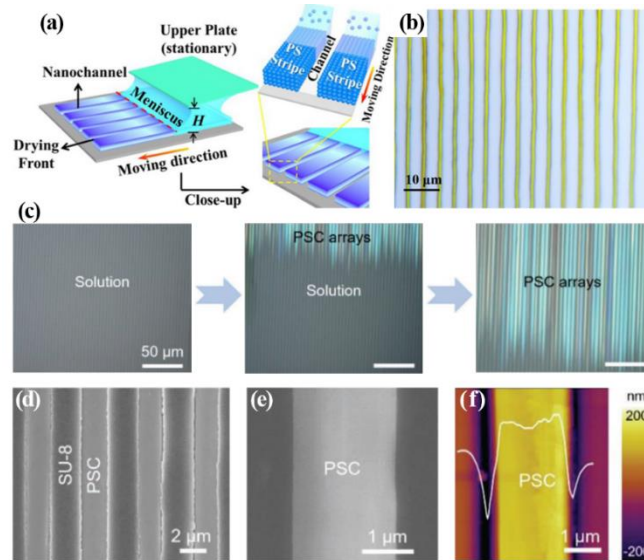 (a)
Upper Plate
(stationary)
Nanochannel
Meniscus
H
Drying
Front
Moving direction
Close-up
PS
Stripe
Channel
PS
Stripe
Moving Direction
(b)
10 µm
(c)
Solution
50 µm
PSC arrays
Solution
PSC arrays
(d)
SU-8
PSC
2 µm
(e)
PSC
1 µm
(f)
PSC
1 µm
nm
200
-20